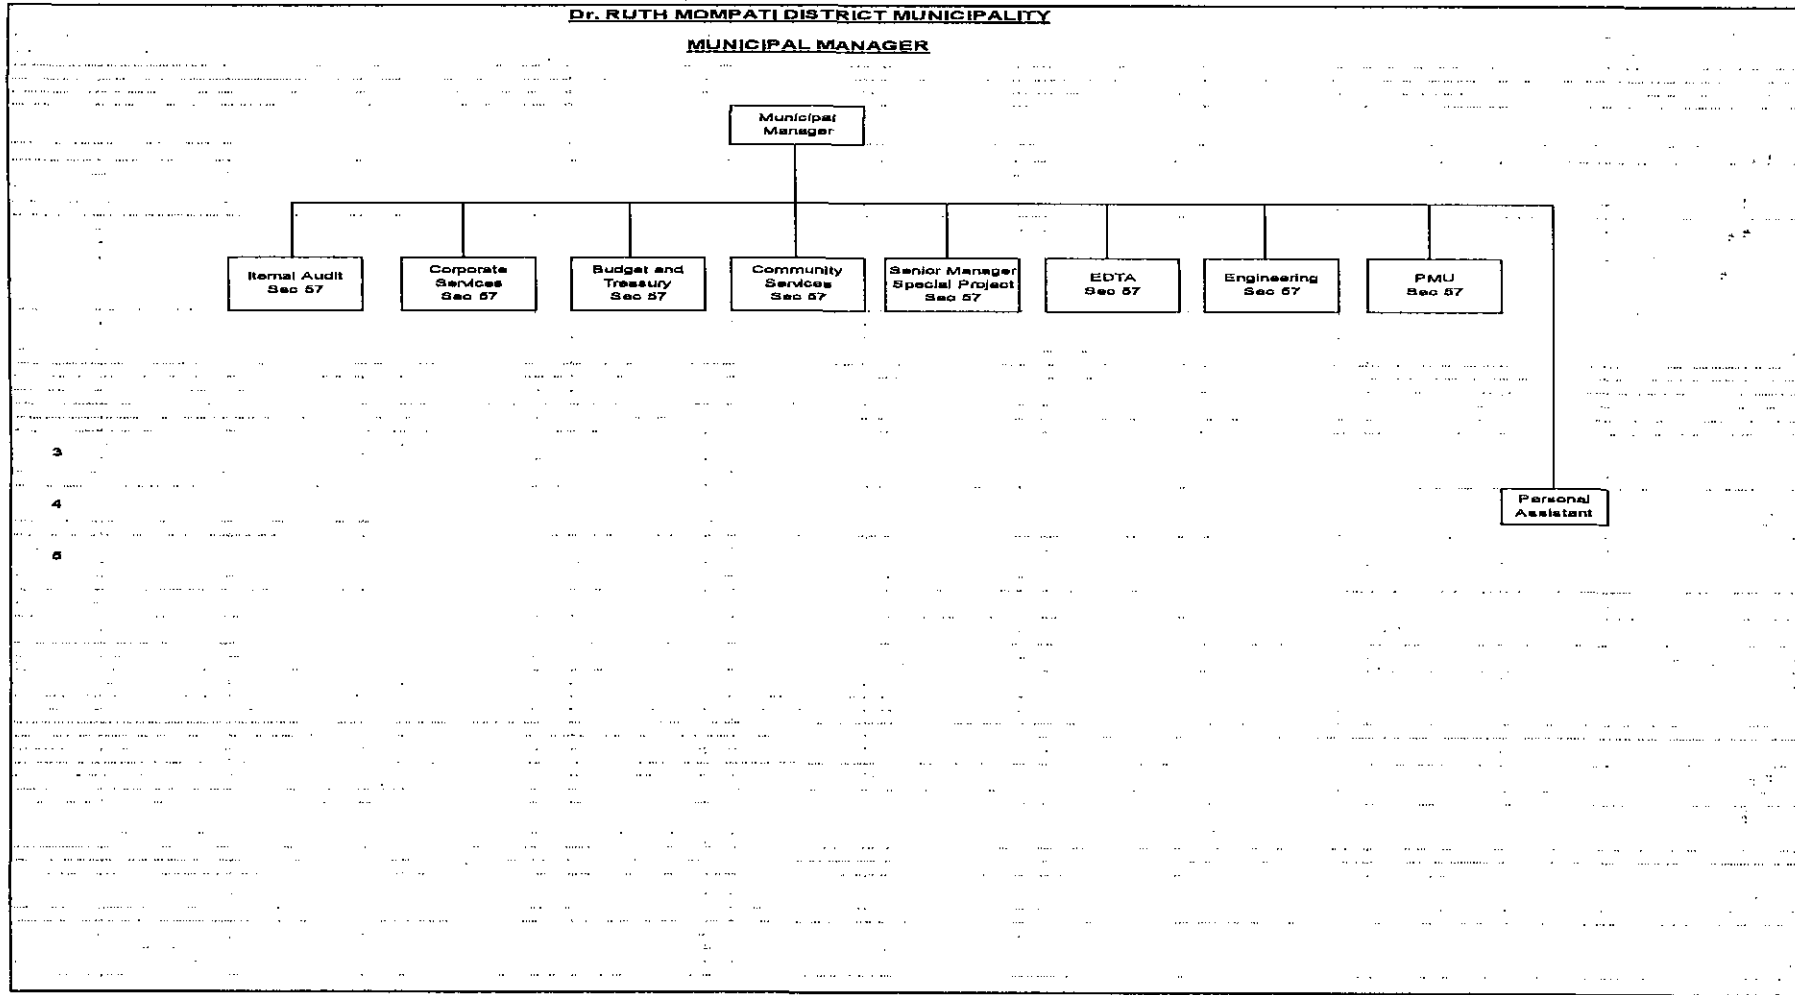 Dr. RUTH MOMPATI DISTRICT MUNICIPALITY
MUNICIPAL MANAGER
Municipal
Manager
Iternal Audit
Sec 57
Corporate
Services
Sec 57
Budget and
Treasury
Sec 57
Community
Services
Sec 57
Senior Manager
Special Project
Sec 57
EDTA
Sec 57
Engineering
Sec 57
PMU
Sec 57
3
4
Personal
Assistant
5